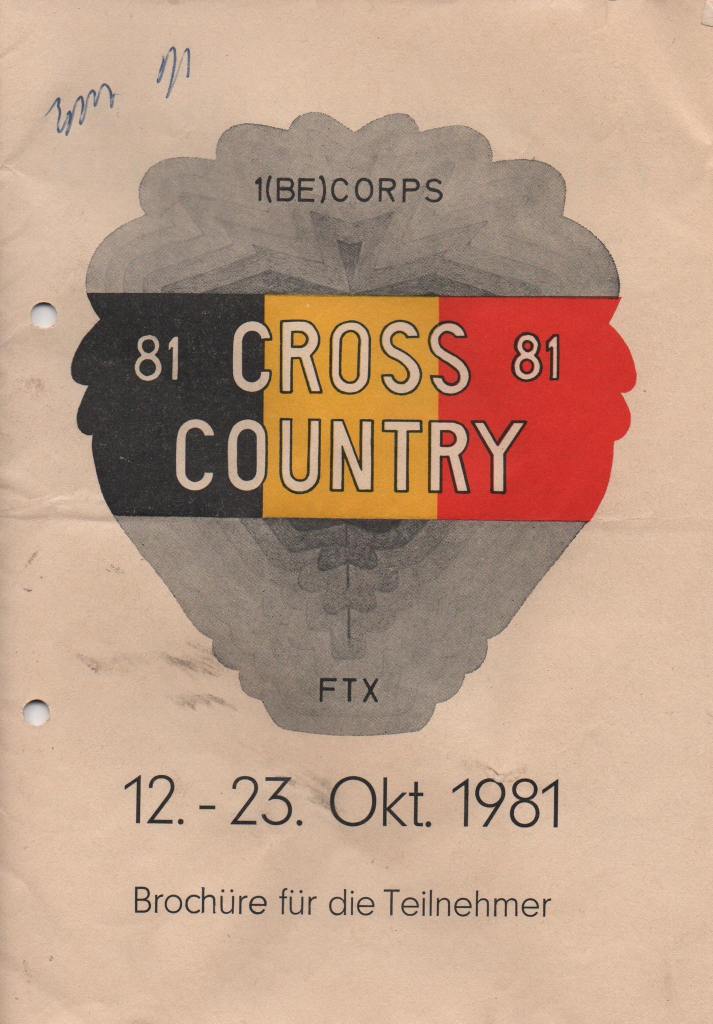 1(BE)CORPS
81 CROSS 81
COUNTRY
FTX
12. - 23. Okt. 1981
Brochüre für die Teilnehmer